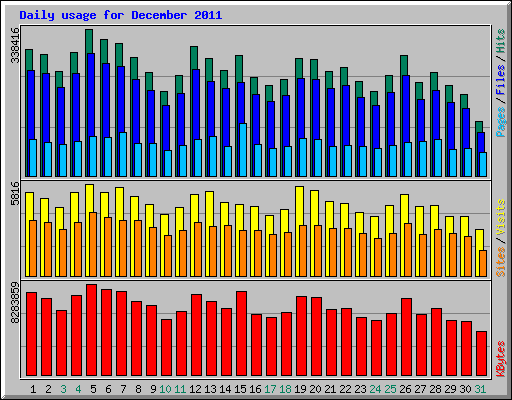 Daily usage for December 2011
338416
Pages / Files / Hits
5816
Sites / Visits
8283859
KBytes
1 2 3 4 5 6 7 8 9 10 11 12 13 14 15 16 17 18 19 20 21 22 23 24 25 26 27 28 29 30 31